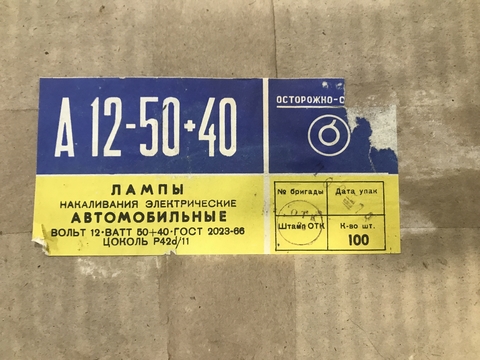 А 12-50+40
ОСТОРОЖНО-С
ЛАМПЫ
НАКАЛИВАНИЯ ЭЛЕКТРИЧЕСКИЕ
АВТОМОБИЛЬНЫЕ
ВОЛЬТ 12·ВАТТ 50+40·ГОСТ 2023-66
ЦОКОЛЬ Р42d/11
№ бригады
Дата упак
Штамп ОТК
К-во шт.
100
ОТК